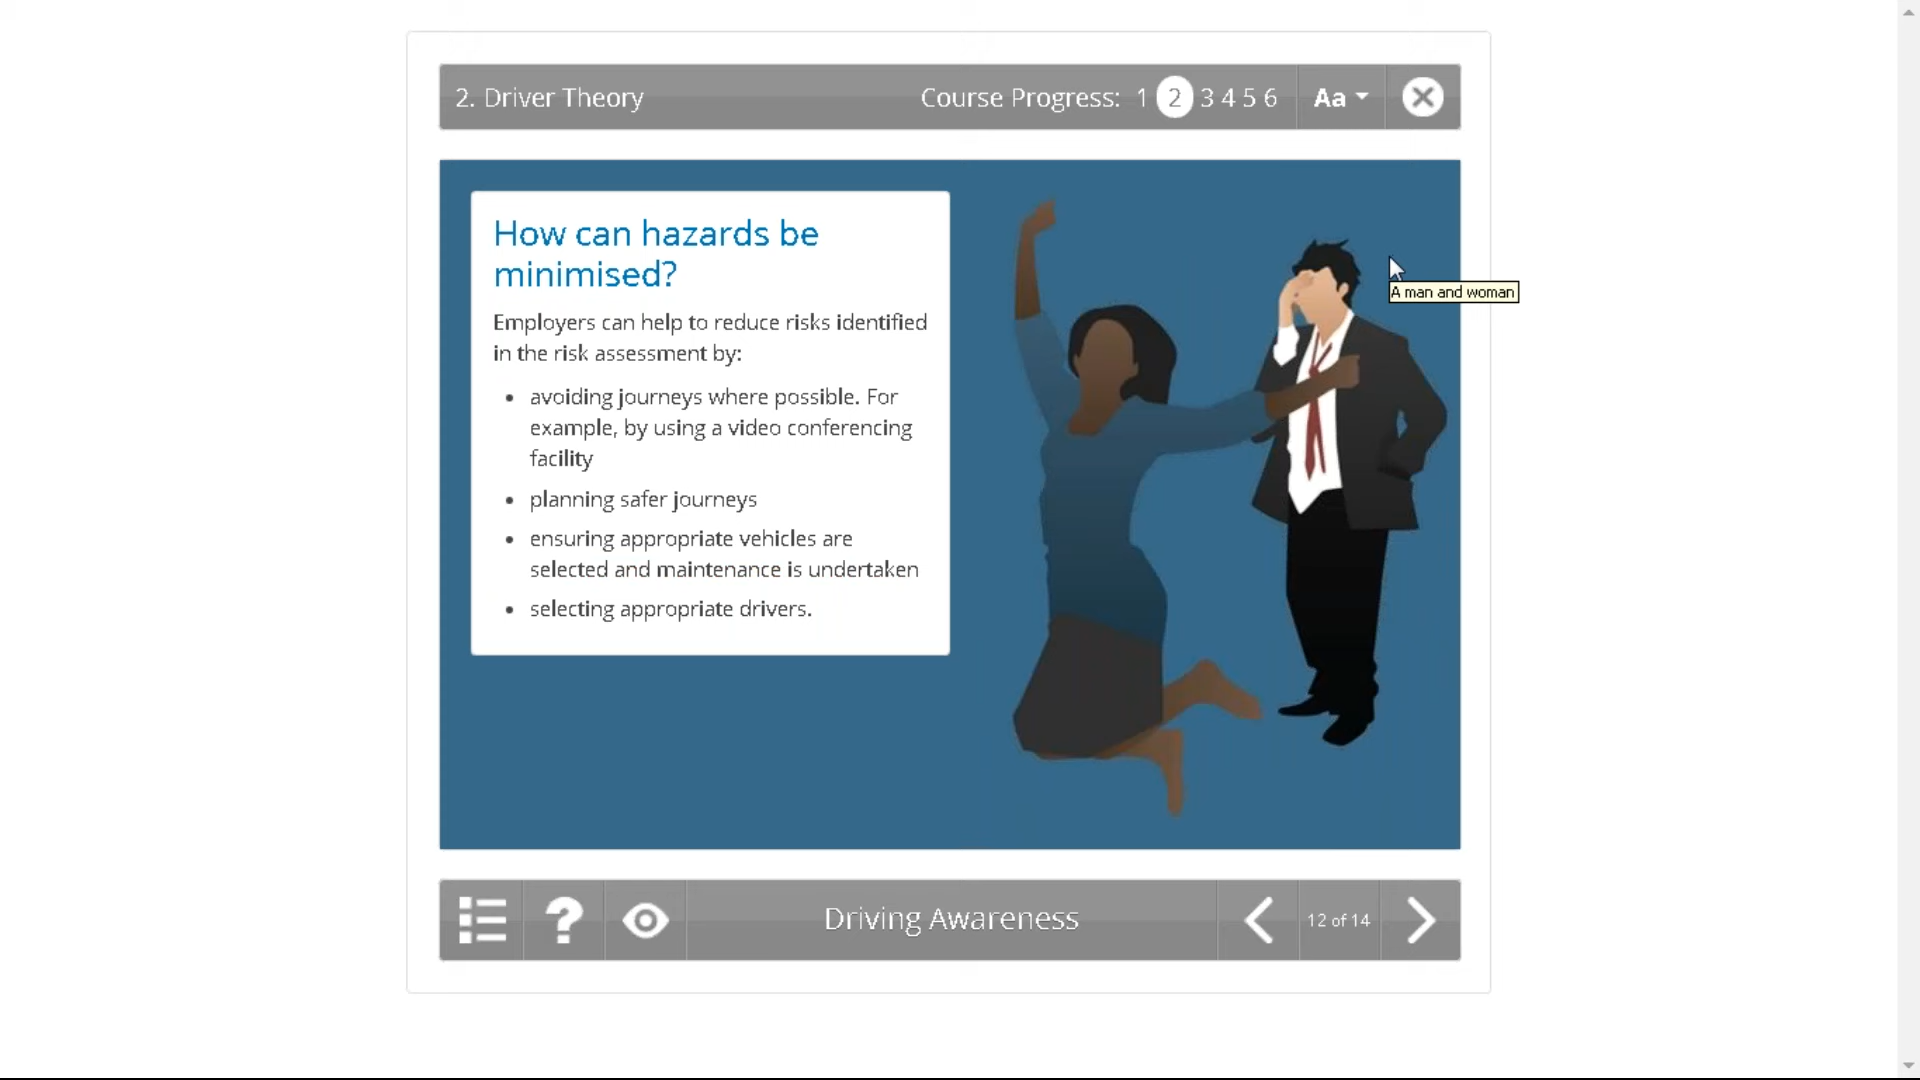 2. Driver Theory
Course Progress: 1 2 3 4 5 6
Aa
How can hazards be
minimised?
Employers can help to reduce risks identified
in the risk assessment by:
• avoiding journeys where possible. For
example, by using a video conferencing
facility
• planning safer journeys
• ensuring appropriate vehicles are
selected and maintenance is undertaken
• selecting appropriate drivers.
A man and woman
?
Driving Awareness
12 of 14